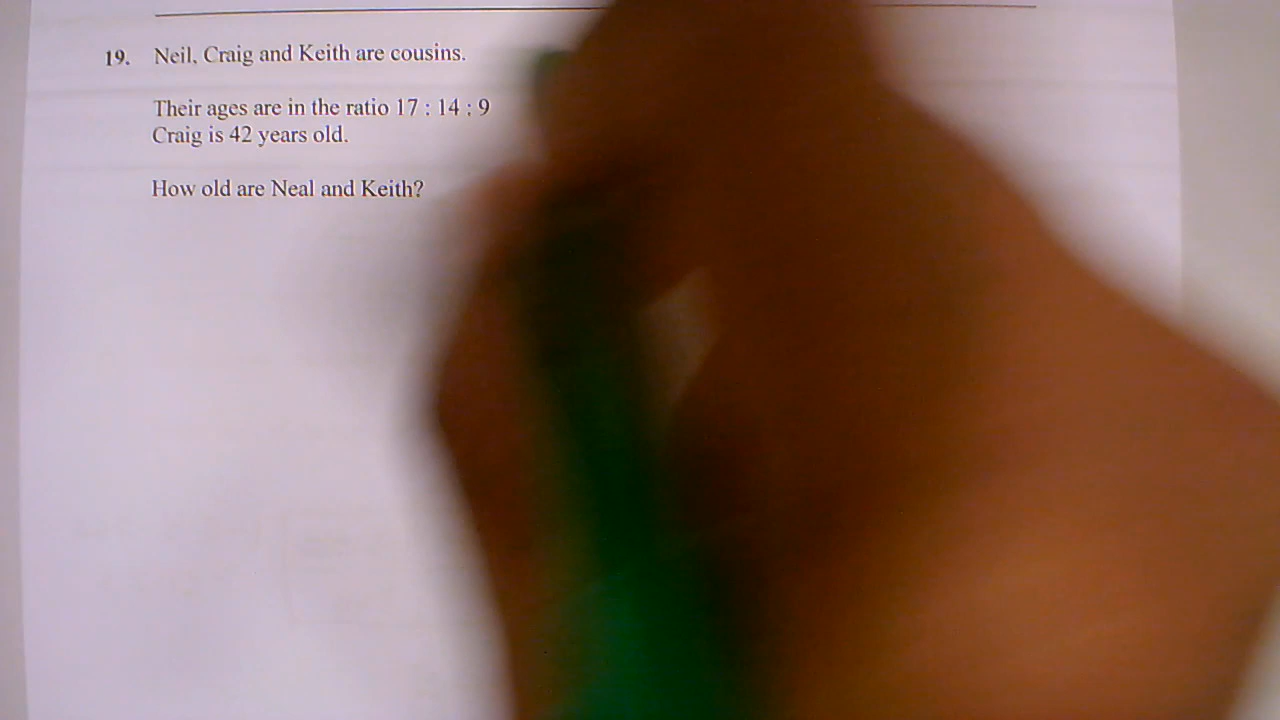 19. Neil, Craig and Keith are cousins.
Their ages are in the ratio 17 : 14 : 9
Craig is 42 years old.
How old are Neal and Keith?